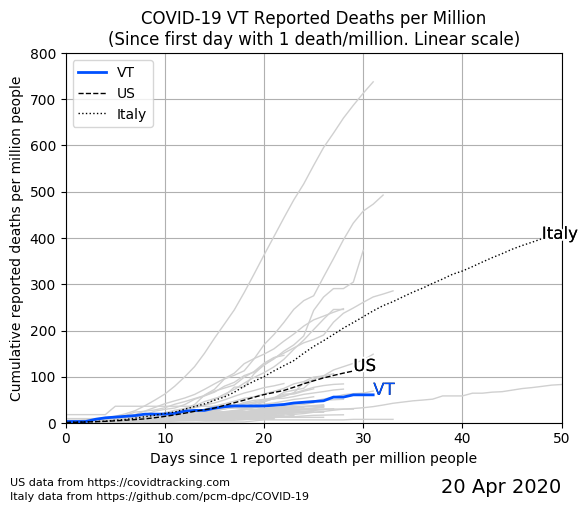 COVID-19 VT Reported Deaths per Million
(Since first day with 1 death/million. Linear scale)
Cumulative reported deaths per million people
800
700
600
500
400
300
200
100
0
VT
US
Italy
Italy
US
VT
0 10 20 30 40 50
Days since 1 reported death per million people
US data from https://covidtracking.com
Italy data from https://github.com/pcm-dpc/COVID-19
20 Apr 2020